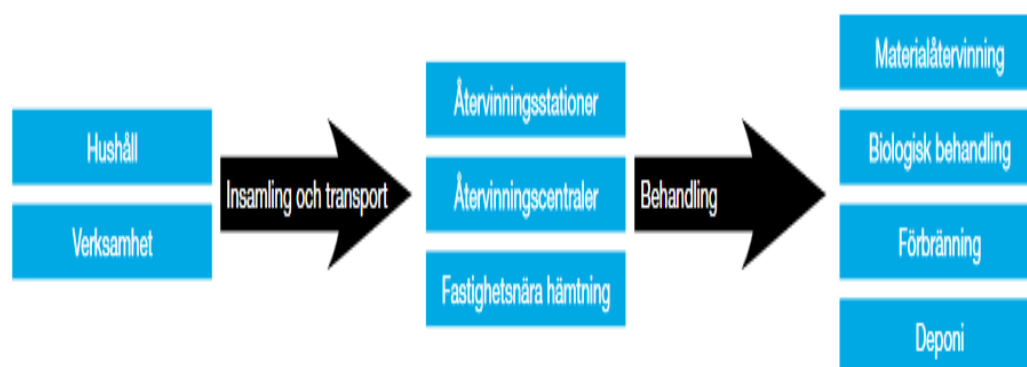 Hushåll
Verksamhet
Insamling och transport
Återvinningsstationer
Återvinningscentraler
Fastighetsnära hämtning
Behandling
Materialåtervinning
Biologisk behandling
Förbränning
Deponi